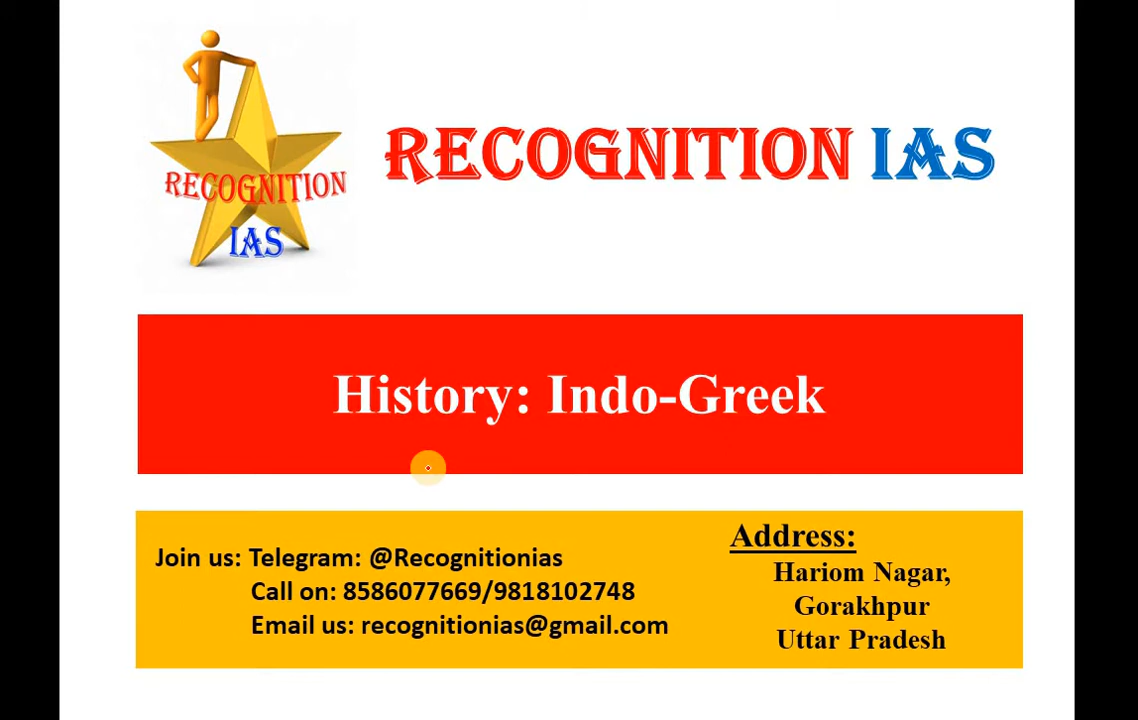 RECOGNITION
IAS
RECOGNITION IAS
History: Indo-Greek
Join us: Telegram: @Recognitionias
Call on: 8586077669/9818102748
Email us: recognitionias@gmail.com
Address:
Hariom Nagar,
Gorakhpur
Uttar Pradesh